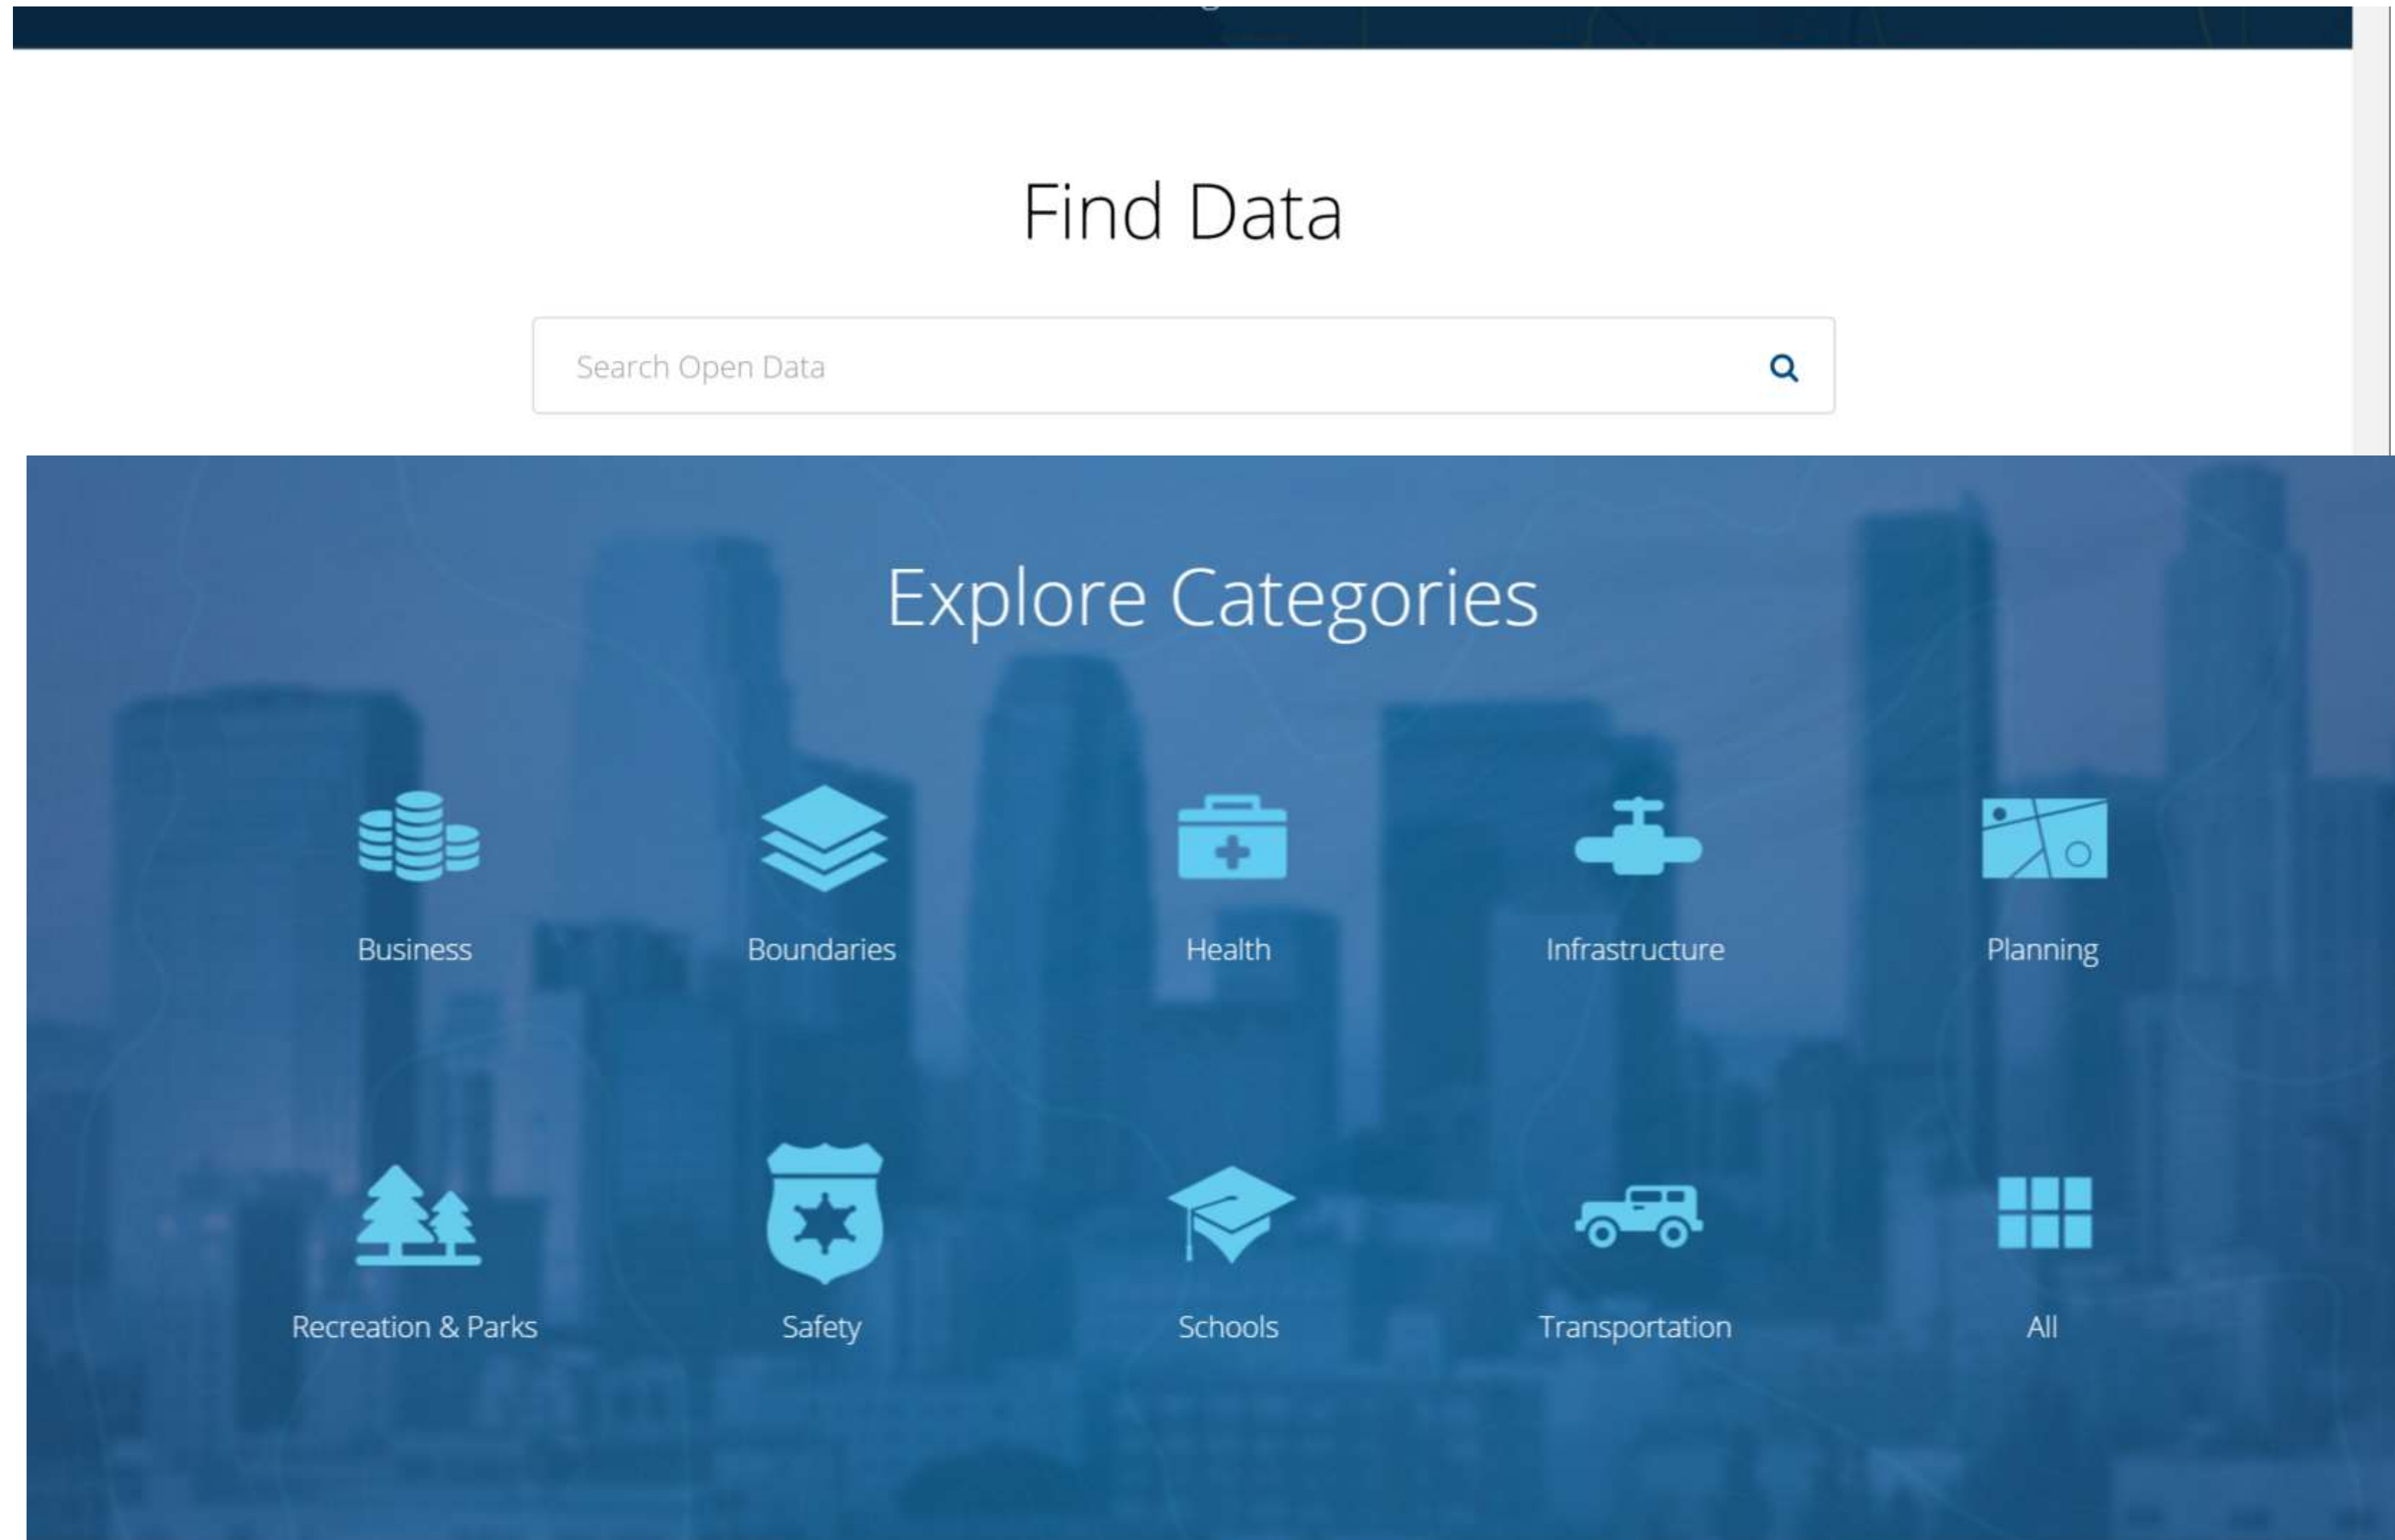 Find Data
Search Open Data
Explore Categories
Business Boundaries Health Infrastructure Planning
Recreation & Parks Safety Schools Transportation All